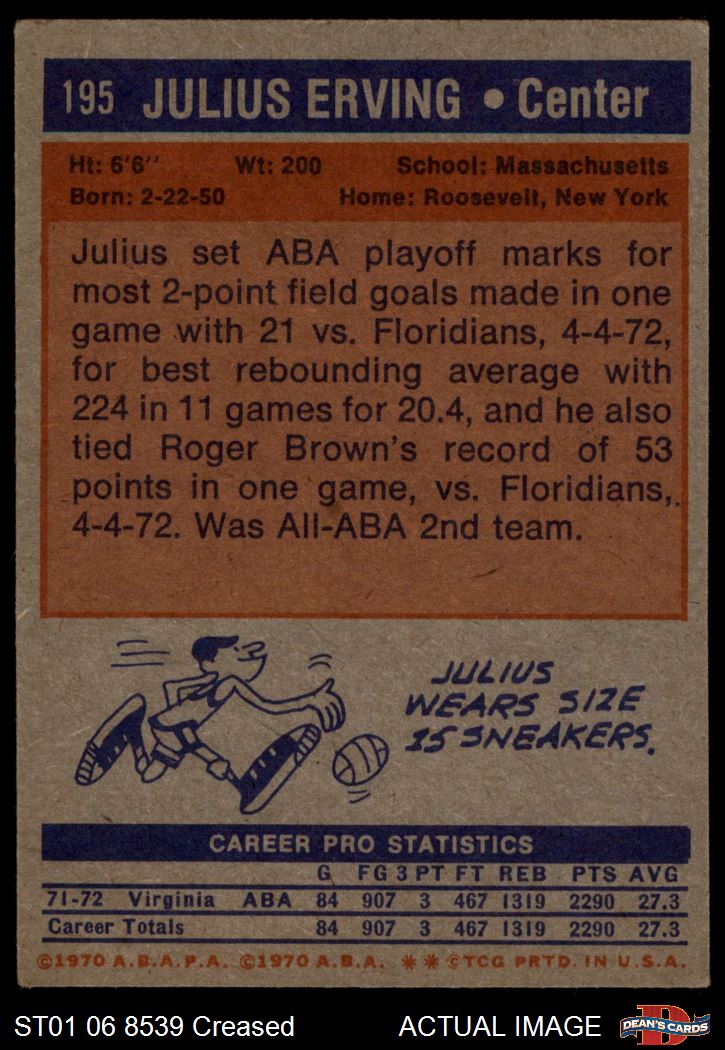 195 JULIUS ERVING • Center
Ht: 6'6'' Wt: 200 School: Massachusetts
Born: 2-22-50 Home: Roosevelt, New York
Julius set ABA playoff marks for
most 2-point field goals made in one
game with 21 vs. Floridians, 4-4-72,
for best rebounding average with
224 in 11 games for 20.4, and he also
tied Roger Brown's record of 53
points in one game, vs. Floridians,
4-4-72. Was All-ABA 2nd team.
JULIUS
WEARS SIZE
15 SNEAKERS.
CAREER PRO STATISTICS
G FG 3 PT FT REB PTS AVG
71-72 Virginia ABA 84 907 3 467 1319 2290 27.3
Career Totals 84 907 3 467 1319 2290 27.3
©1970 A.B.A.P.A. ©1970 A.B.A. ** ©TCG PRTD. IN U.S.A.
ST01 06 8539 Creased ACTUAL IMAGE D DEAN'S CARDS